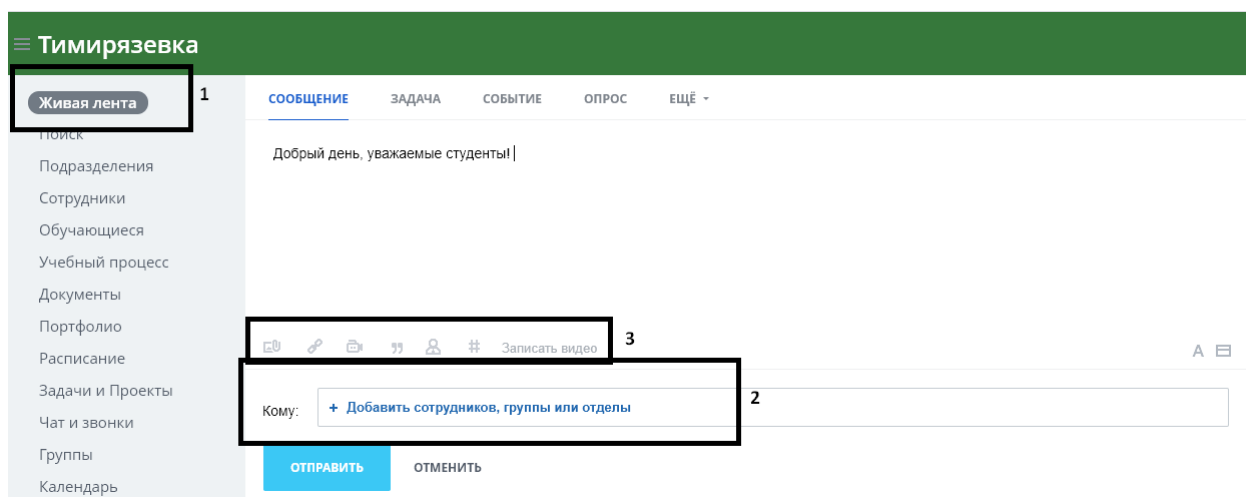 Тимирязевка
Живая лента
1
СООБЩЕНИЕ ЗАДАЧА СОБЫТИЕ ОПРОС ЕЩЁ
Поиск
Добрый день, уважаемые студенты!
Подразделения
Сотрудники
Обучающиеся
Учебный процесс
Документы
Портфолио
Расписание
Задачи и Проекты
Чат и звонки
Группы
Календарь
Записать видео
3
A
Кому: + Добавить сотрудников, группы или отделы
2
ОТПРАВИТЬ ОТМЕНИТЬ